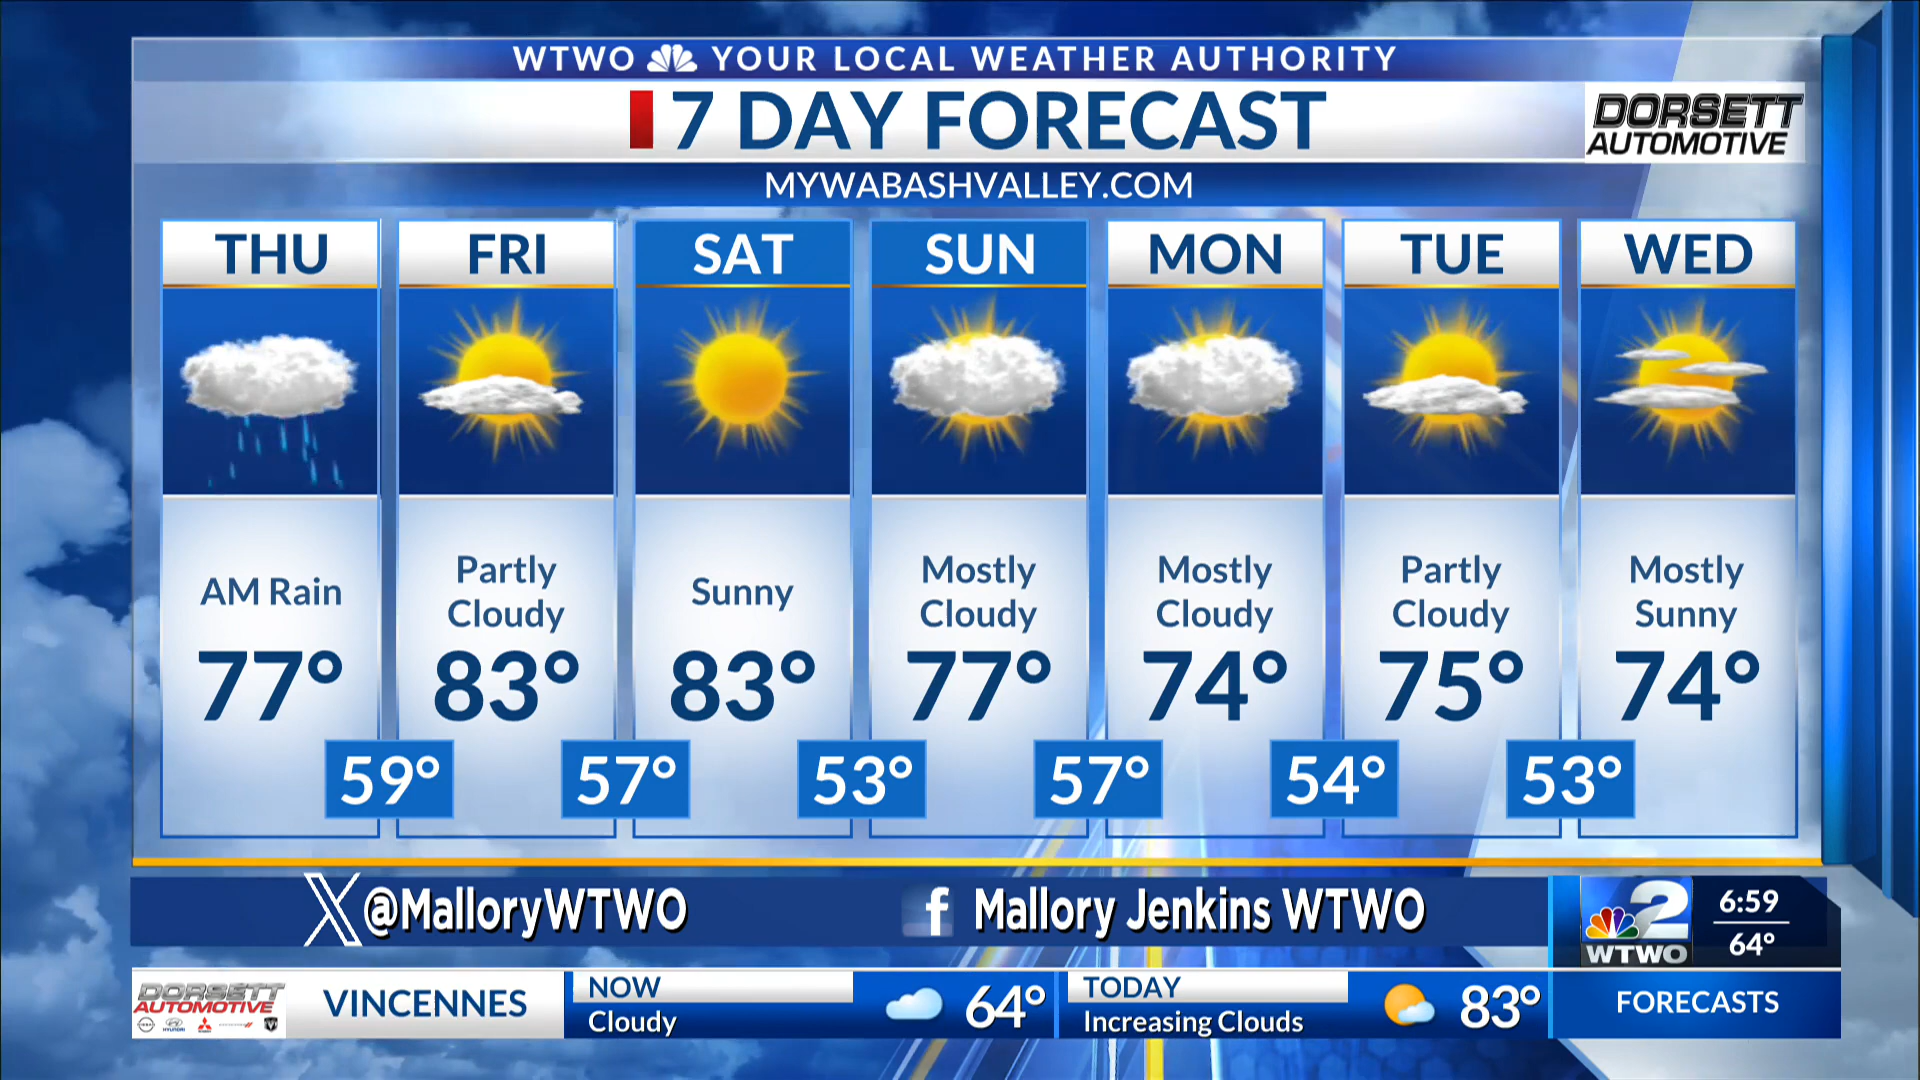 WTWO YOUR LOCAL WEATHER AUTHORITY
7 DAY FORECAST
DORSETT
AUTOMOTIVE
MYWABASHVALLEY.COM
THU
FRI
SAT
SUN
MON
TUE
WED
AM Rain
Partly
Cloudy
Sunny
Mostly
Cloudy
Mostly
Cloudy
Partly
Cloudy
Mostly
Sunny
77°
83°
83°
77°
74°
75°
74°
59°
57°
53°
57°
54°
53°
X @MalloryWTWO
f Mallory Jenkins WTWO
2
WTWO
6:59
64°
DORSETT
AUTOMOTIVE
VINCENNES
NOW
Cloudy
64°
TODAY
Increasing Clouds
83°
FORECASTS